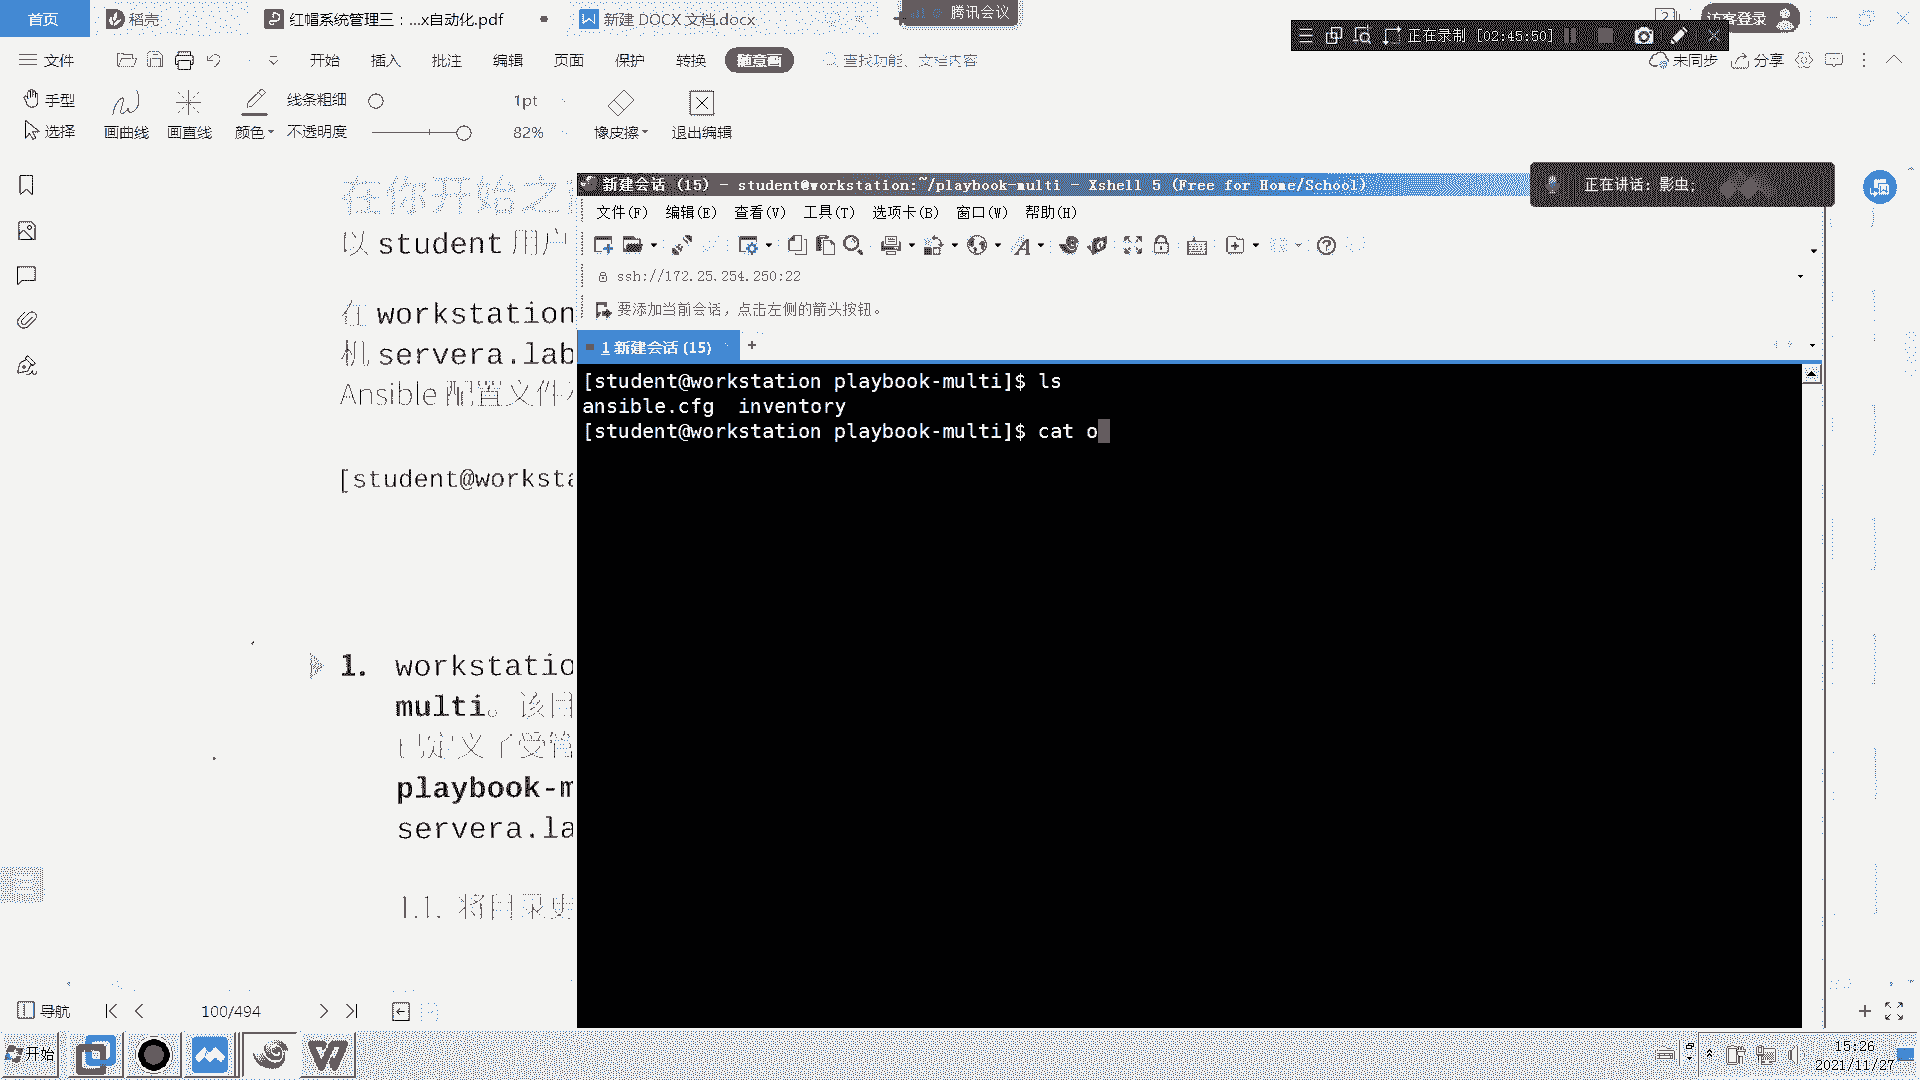 首页
稻壳
红帽系统管理三：...x自动化.pdf
新建 DOCX 文档.docx
腾讯会议
访客登录
正在录制 [02:45:50]
文件
开始
插入
批注
编辑
页面
保护
转换
随意画
查找功能、文档内容
未同步
分享
手型
选择
画曲线
画直线
颜色
线条粗细
1pt
不透明度
82%
橡皮擦
退出编辑
在你开始之
以 student 用户
在 workstation
机 servera.lab
Ansible 配置文件
[student@worksta
1. workstatio
multi。该目
已定义了受管
playbook-m
servera.la
1.1. 将目录更
新建会话 (15) - student@workstation:~/playbook-multi - Xshell 5 (Free for Home/School)
正在讲话: 影虫;
文件(F) 编辑(E) 查看(V) 工具(T) 选项卡(B) 窗口(W) 帮助(H)
ssh://172.25.254.250:22
要添加当前会话，点击左侧的箭头按钮。
1 新建会话 (15)
[student@workstation playbook-multi]$ ls
ansible.cfg  inventory
[student@workstation playbook-multi]$ cat o
导航
100/494
开始
15:26
2021/11/27